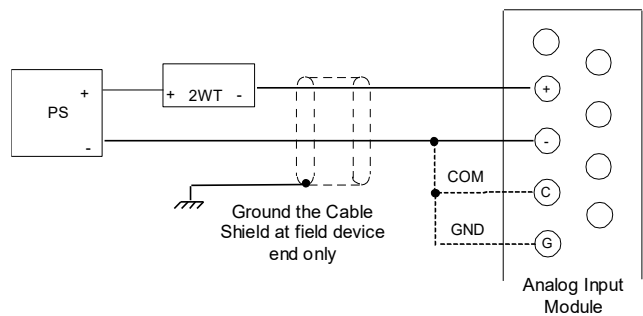 PS
+
-
+ 2WT -
+
-
COM
C
GND
G
Ground the Cable
Shield at field device
end only
Analog Input
Module